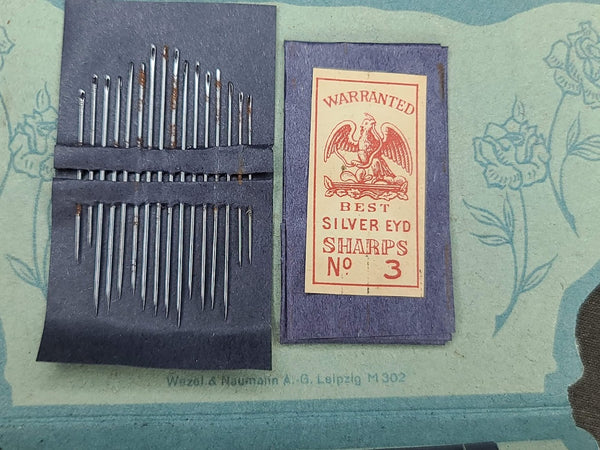 WARRANTED
BEST
SILVER EYD
SHARPS
No 3
Wezel & Naumann A.-G. Leipzig M 302